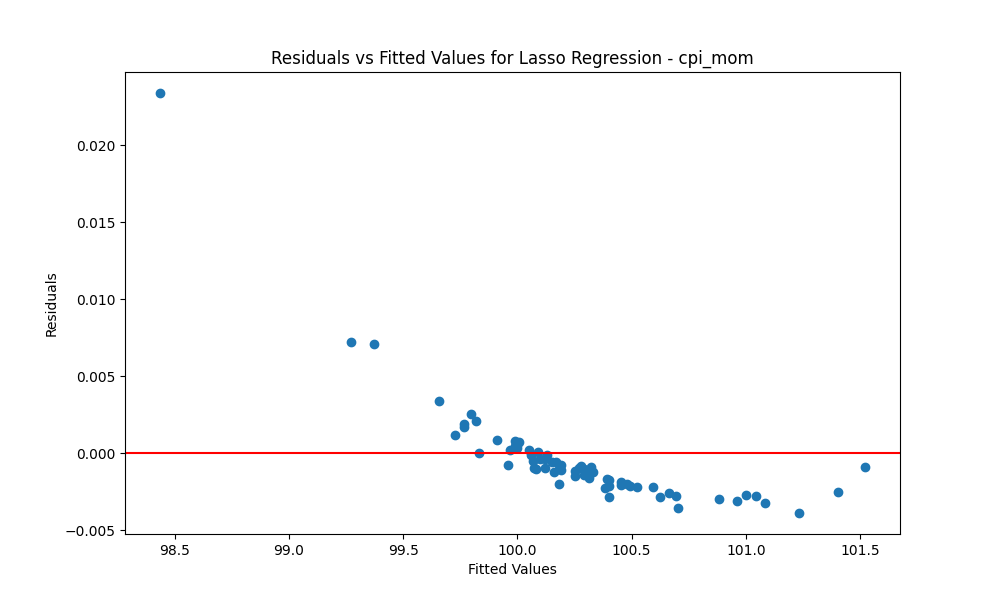 Residuals vs Fitted Values for Lasso Regression - cpi_mom
Residuals
0.020
0.015
0.010
0.005
0.000
−0.005
98.5 99.0 99.5 100.0 100.5 101.0 101.5
Fitted Values